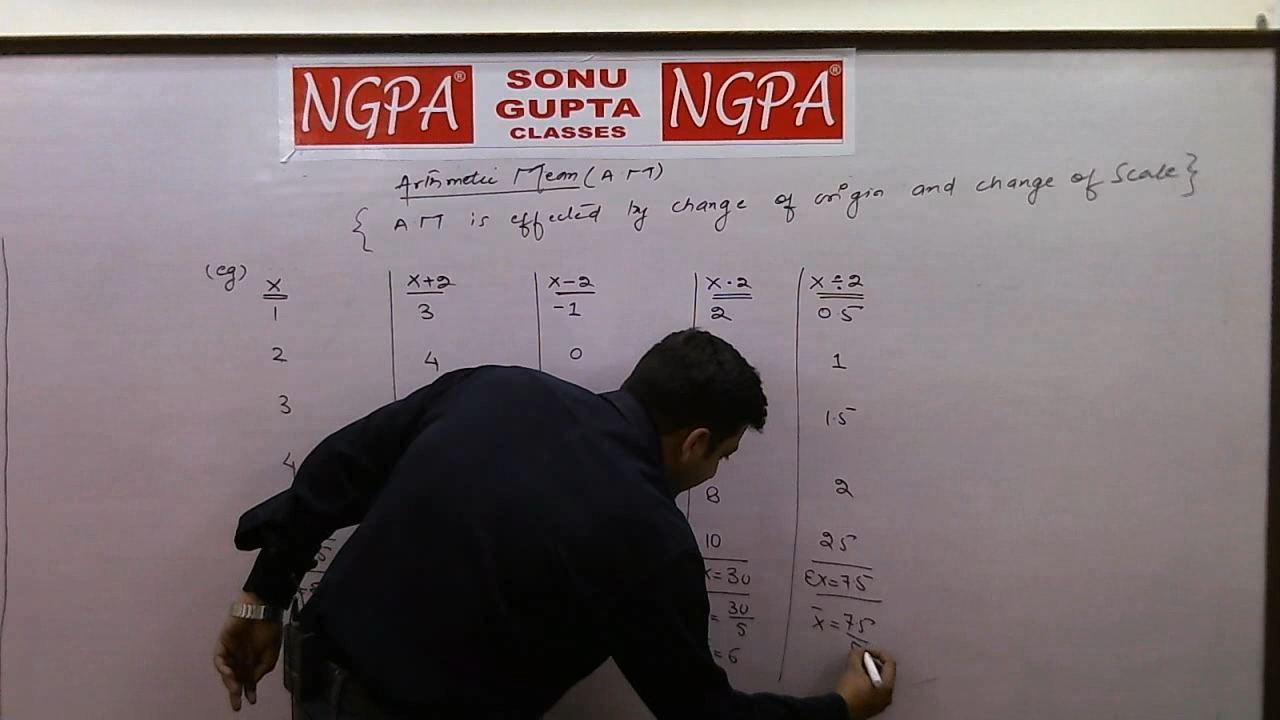 NGPA® SONU GUPTA CLASSES NGPA®
Arithmetic Mean (AM)
{ AM is effected by change of origin and change of Scale }
(eg) x | x+2 | x-2 | x·2 | x÷2
1 3 -1 2 0.5
2 4 0 1
3 1.5
4 8 2
10 2.5
x=30 Σx=7.5
= 30/5 x̄=7.5
=6